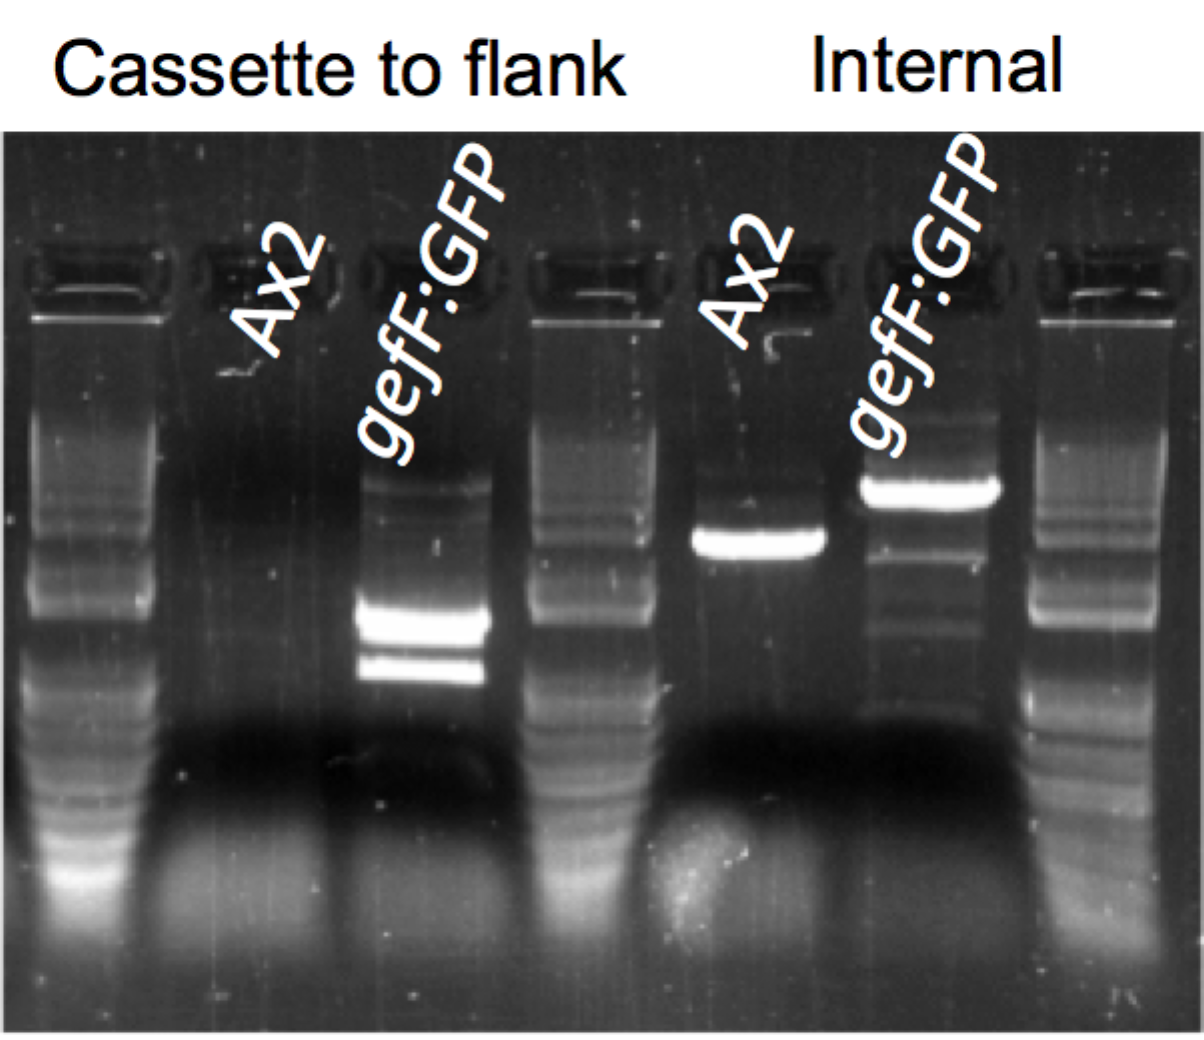 Cassette to flank
Internal
Ax2
gefF:GFP
Ax2
gefF:GFP